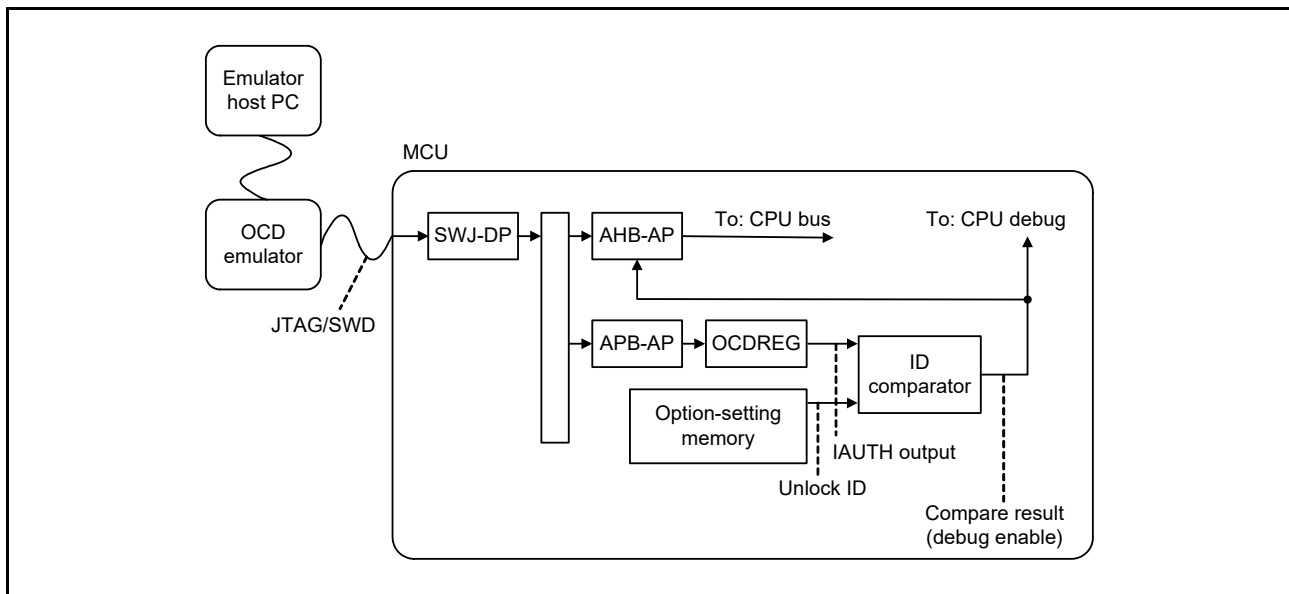 Emulator
host PC
MCU
OCD
emulator
SWJ-DP
AHB-AP
To: CPU bus
To: CPU debug
JTAG/SWD
APB-AP
OCDREG
ID
comparator
Option-setting
memory
IAUTH output
Unlock ID
Compare result
(debug enable)